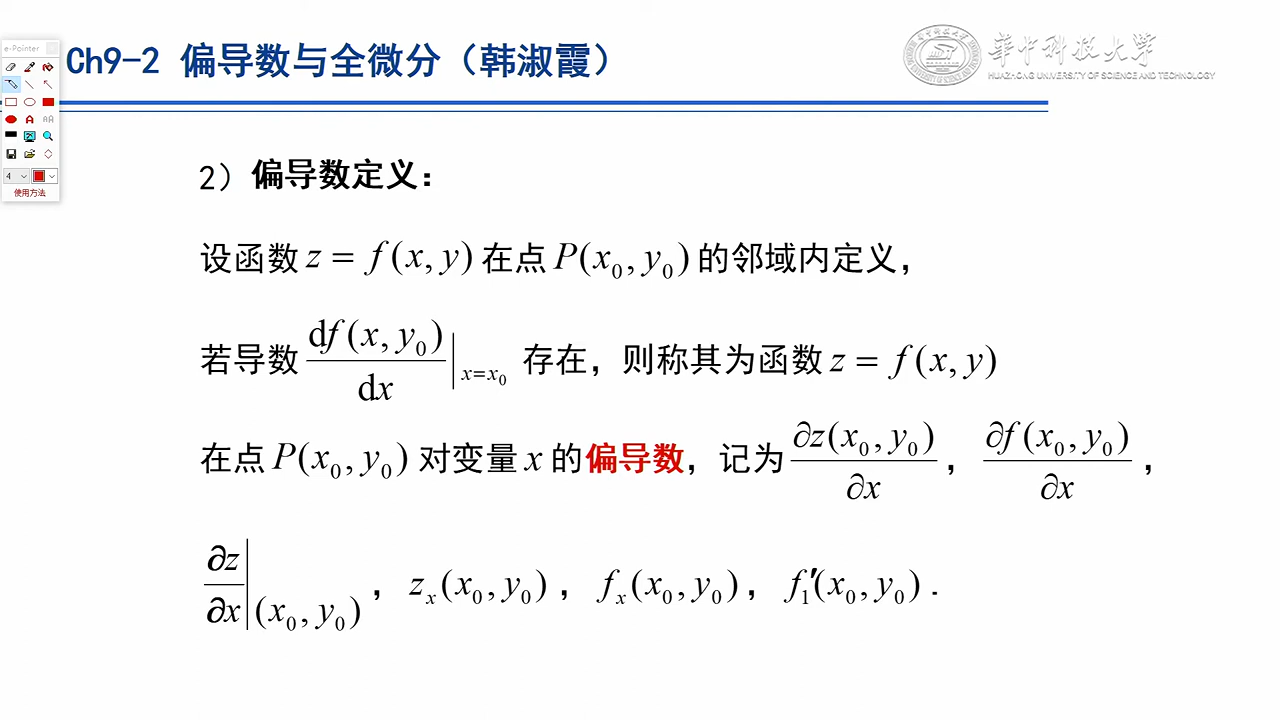 e-Pointer
Ch9-2 偏导数与全微分（韩淑霞）
华中科技大学
HUAZHONG UNIVERSITY OF SCIENCE AND TECHNOLOGY
4
使用方法
2）偏导数定义：
设函数 z = f(x, y) 在点 P(x₀, y₀) 的邻域内定义，
若导数 df(x, y₀)/dx |ₓ₌ₓ₀ 存在，则称其为函数 z = f(x, y)
在点 P(x₀, y₀) 对变量 x 的偏导数，记为 ∂z(x₀, y₀)/∂x ， ∂f(x₀, y₀)/∂x ，
∂z/∂x |(x₀, y₀) ， zₓ(x₀, y₀) ， fₓ(x₀, y₀) ， f₁′(x₀, y₀) .